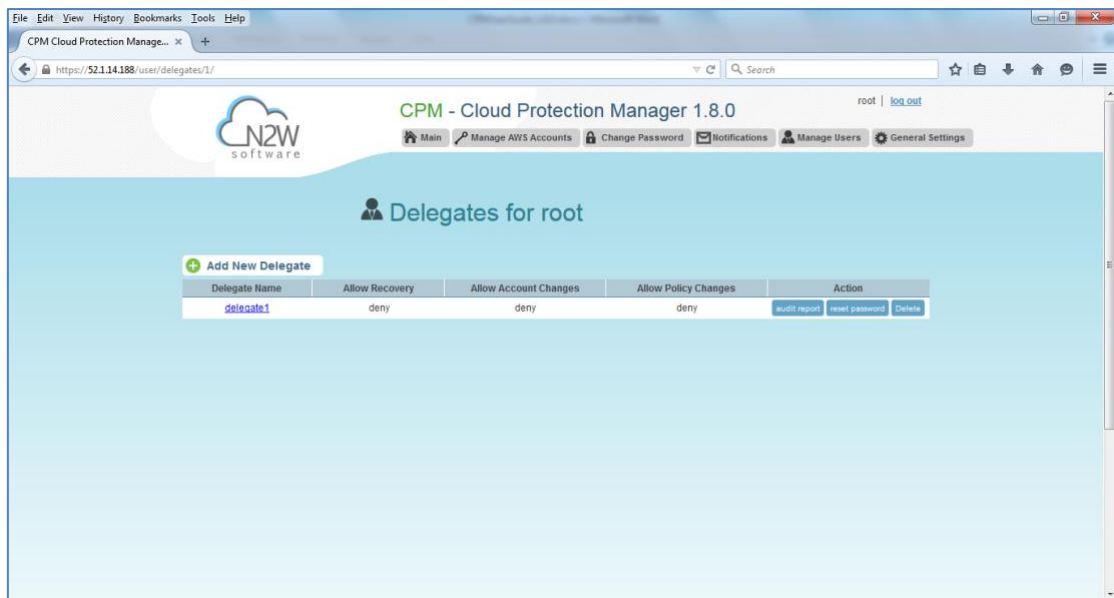 File Edit View History Bookmarks Tools Help
CPM Cloud Protection Manage... × +
https://52.1.14.188/user/delegates/1/ Search
root | log out
CPM - Cloud Protection Manager 1.8.0
N2W
software
Main Manage AWS Accounts Change Password Notifications Manage Users General Settings
Delegates for root
Add New Delegate
Delegate Name Allow Recovery Allow Account Changes Allow Policy Changes Action
delegate1 deny deny deny audit report reset password Delete